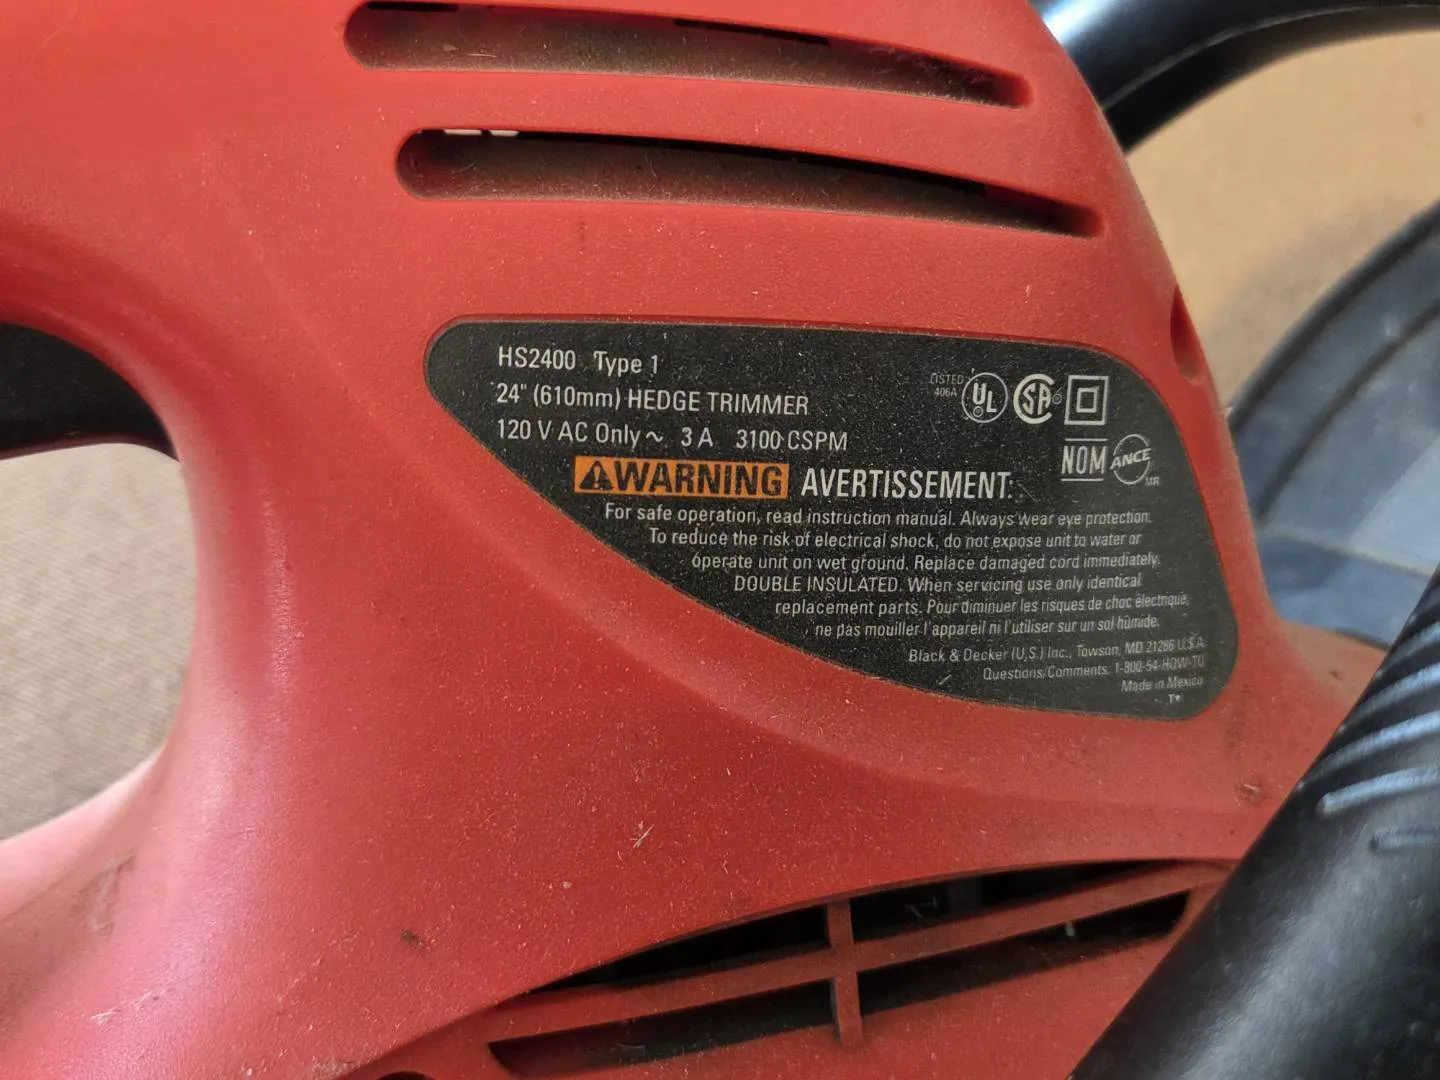 HS2400 Type 1
24" (610mm) HEDGE TRIMMER
120 V AC Only ~ 3 A 3100 CSPM
LISTED
406A
UL
SA
NOM ANCE
MR
WARNING AVERTISSEMENT:
For safe operation, read instruction manual. Always wear eye protection.
To reduce the risk of electrical shock, do not expose unit to water or
operate unit on wet ground. Replace damaged cord immediately.
DOUBLE INSULATED. When servicing use only identical
replacement parts. Pour diminuer les risques de choc électrique,
ne pas mouiller l'appareil ni l'utiliser sur un sol humide.
Black & Decker (U.S.) Inc., Towson, MD 21286 U.S.A.
Questions/Comments: 1-800-54-HOW-TO
Made in Mexico
T*